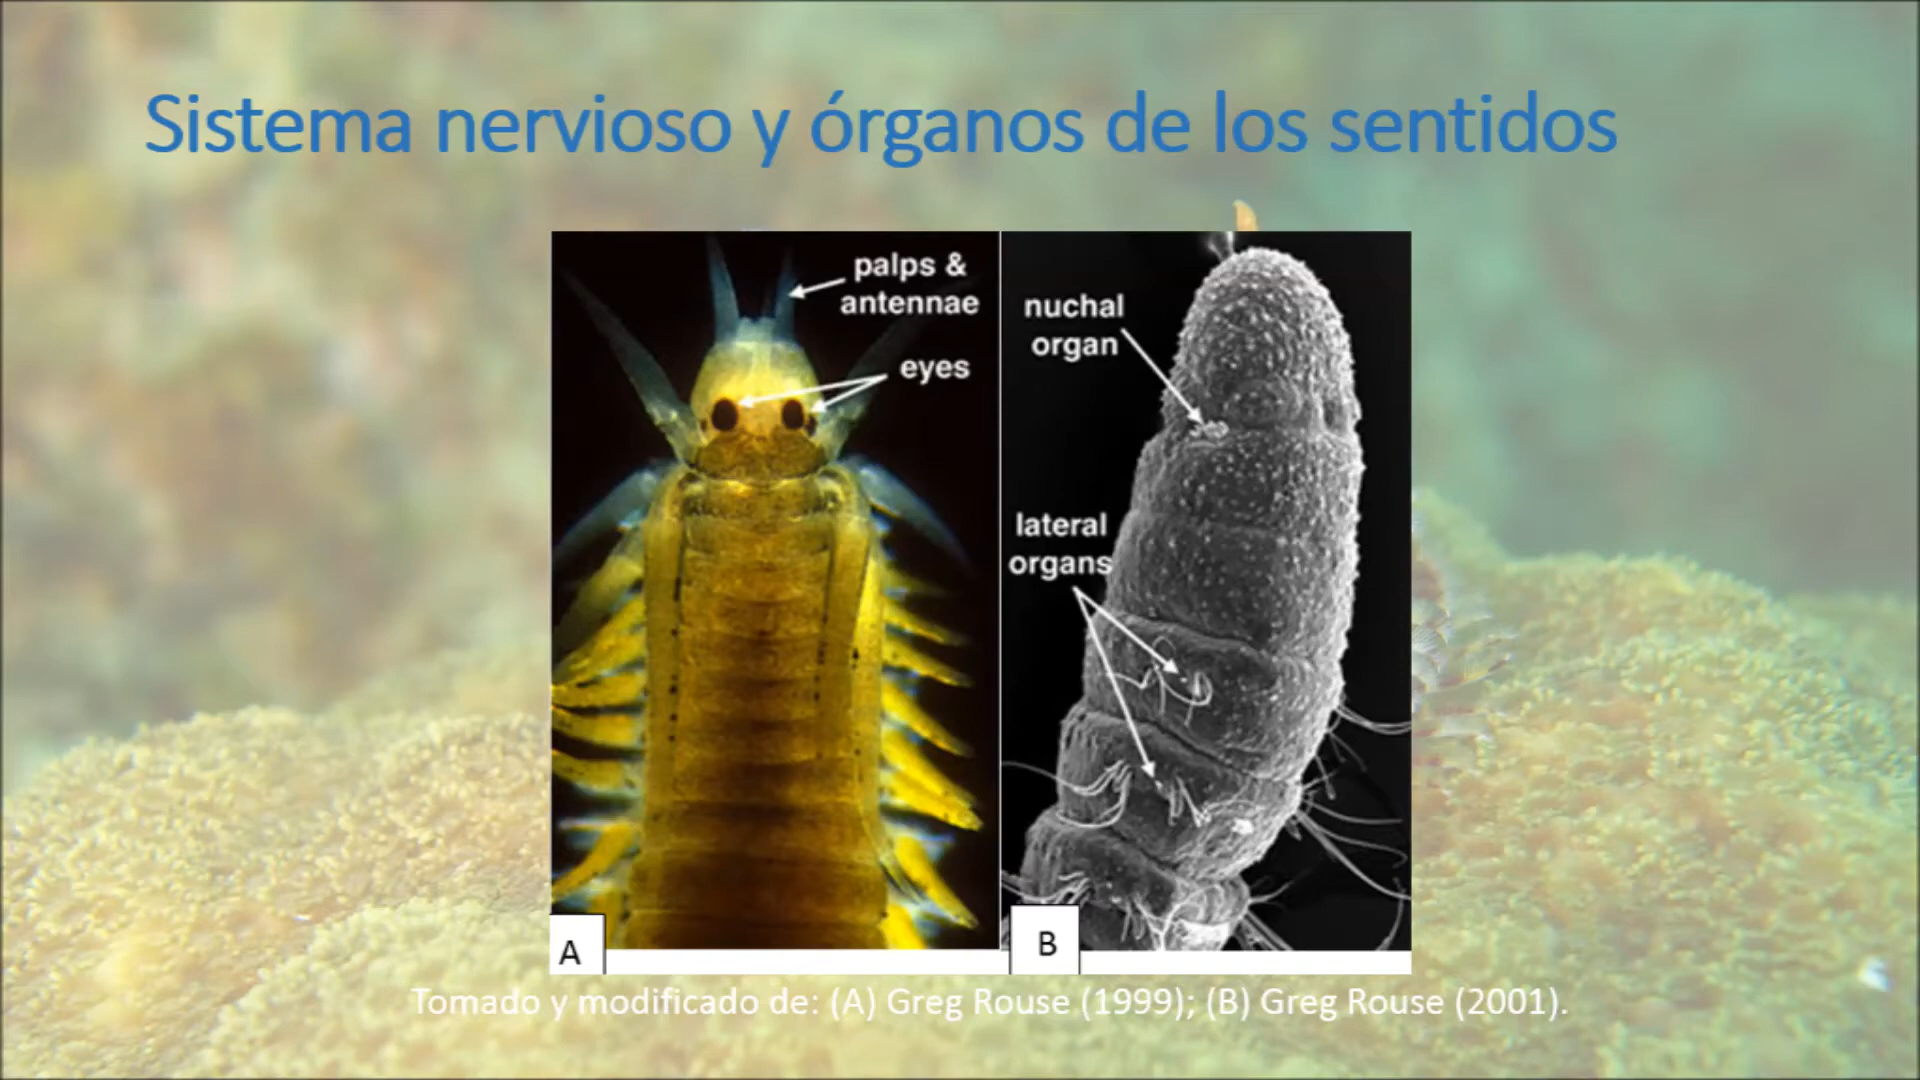 Sistema nervioso y órganos de los sentidos
palps &
antennae
eyes
nuchal
organ
lateral
organs
A
B
Tomado y modificado de: (A) Greg Rouse (1999); (B) Greg Rouse (2001).